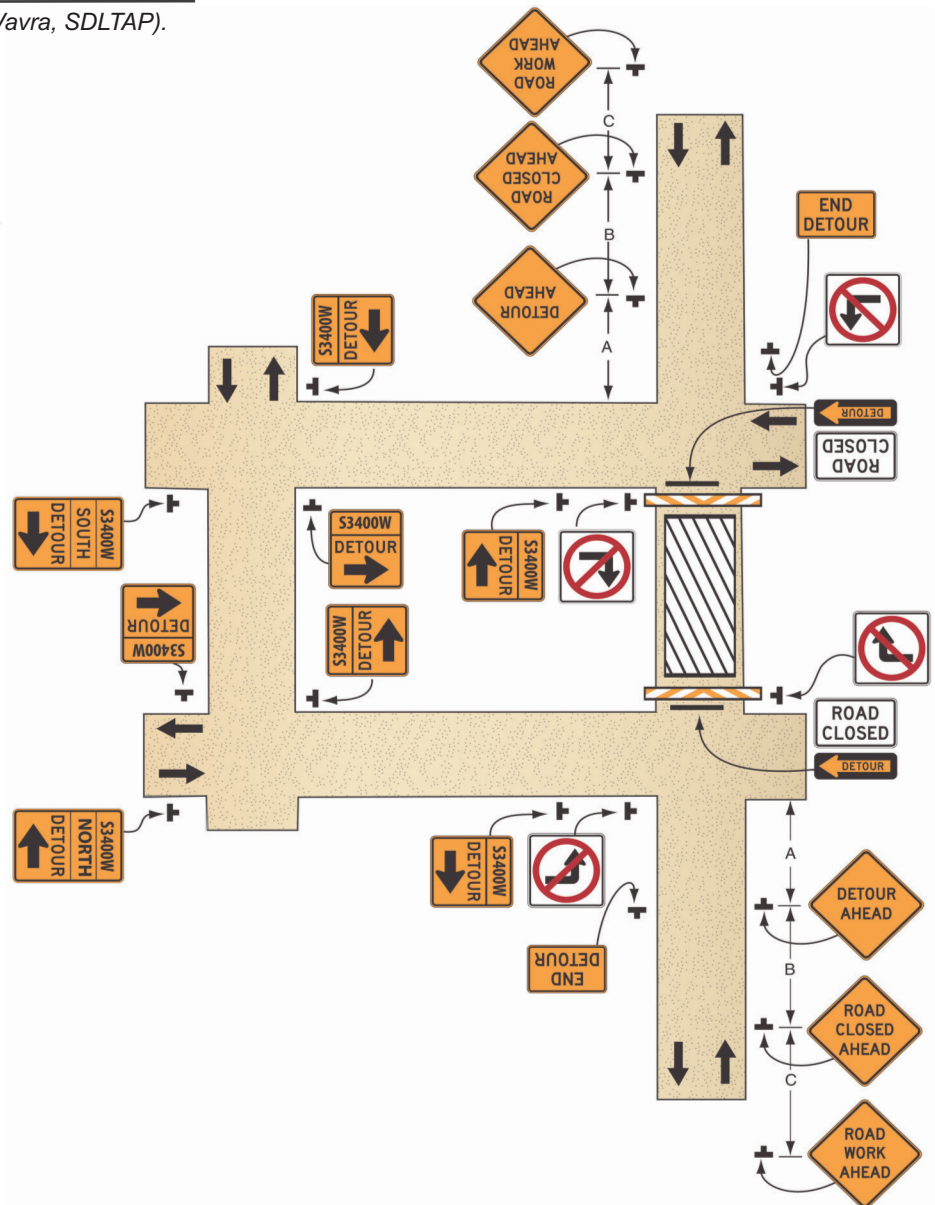 Vavra, SDLTAP).
ROAD
WORK
AHEAD
C
ROAD
CLOSED
AHEAD
B
END
DETOUR
DETOUR
AHEAD
S3400W
DETOUR
A
DETOUR
ROAD
CLOSED
S3400W
SOUTH
DETOUR
S3400W
DETOUR
S3400W
DETOUR
S3400W
DETOUR
S3400W
DETOUR
ROAD
CLOSED
DETOUR
S3400W
NORTH
DETOUR
S3400W
DETOUR
A
DETOUR
AHEAD
END
DETOUR
B
ROAD
CLOSED
AHEAD
C
ROAD
WORK
AHEAD